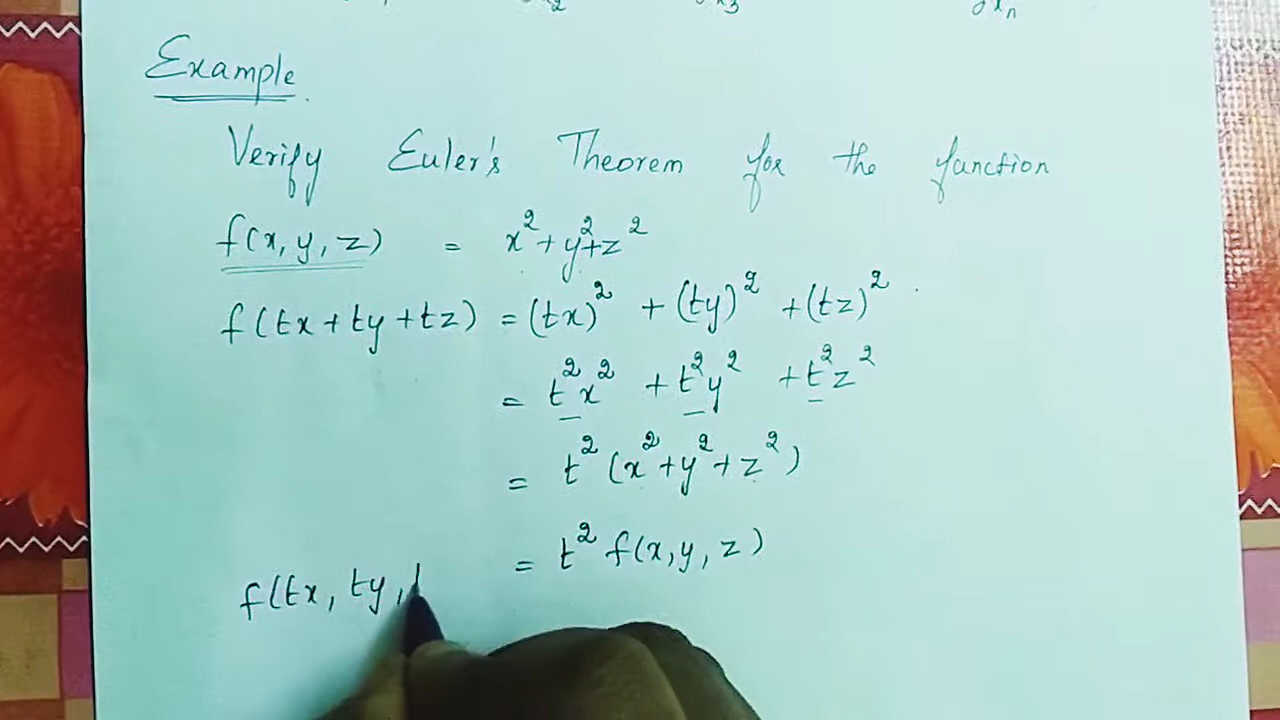 Example
Verify Euler's Theorem for the function
f(x, y, z) = x² + y² + z²
f(tx + ty + tz) = (tx)² + (ty)² + (tz)²
= t²x² + t²y² + t²z²
= t² (x² + y² + z²)
= t² f(x, y, z)
f(tx, ty,